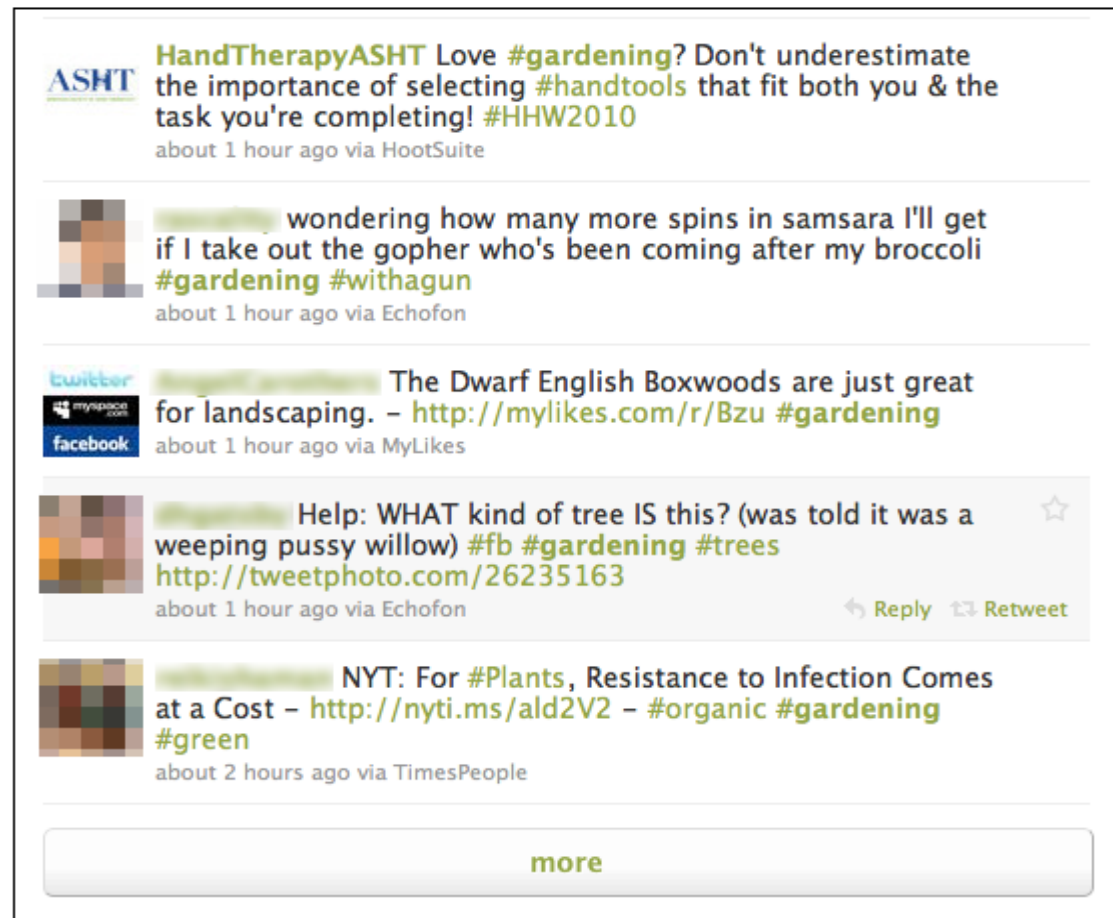 ASHT
HandTherapyASHT Love #gardening? Don't underestimate
the importance of selecting #handtools that fit both you & the
task you're completing! #HHW2010
about 1 hour ago via HootSuite
wondering how many more spins in samsara I'll get
if I take out the gopher who's been coming after my broccoli
#gardening #withagun
about 1 hour ago via Echofon
twitter
myspace.com
facebook
The Dwarf English Boxwoods are just great
for landscaping. – http://mylikes.com/r/Bzu #gardening
about 1 hour ago via MyLikes
Help: WHAT kind of tree IS this? (was told it was a
weeping pussy willow) #fb #gardening #trees
http://tweetphoto.com/26235163
about 1 hour ago via Echofon
Reply Retweet
NYT: For #Plants, Resistance to Infection Comes
at a Cost – http://nyti.ms/ald2V2 – #organic #gardening
#green
about 2 hours ago via TimesPeople
more